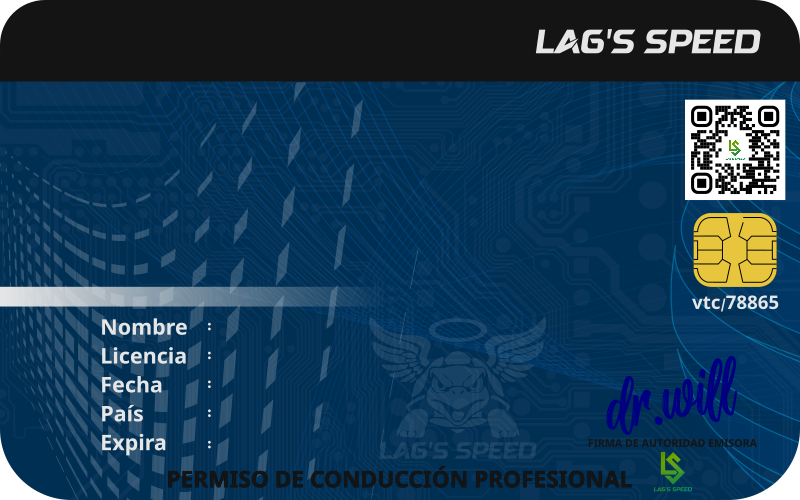 LAG'S SPEED
vtc/78865
Nombre :
Licencia :
Fecha :
País :
Expira :
dr.will
FIRMA DE AUTORIDAD EMISORA
LAG'S SPEED
PERMISO DE CONDUCCIÓN PROFESIONAL
LAG'S SPEED